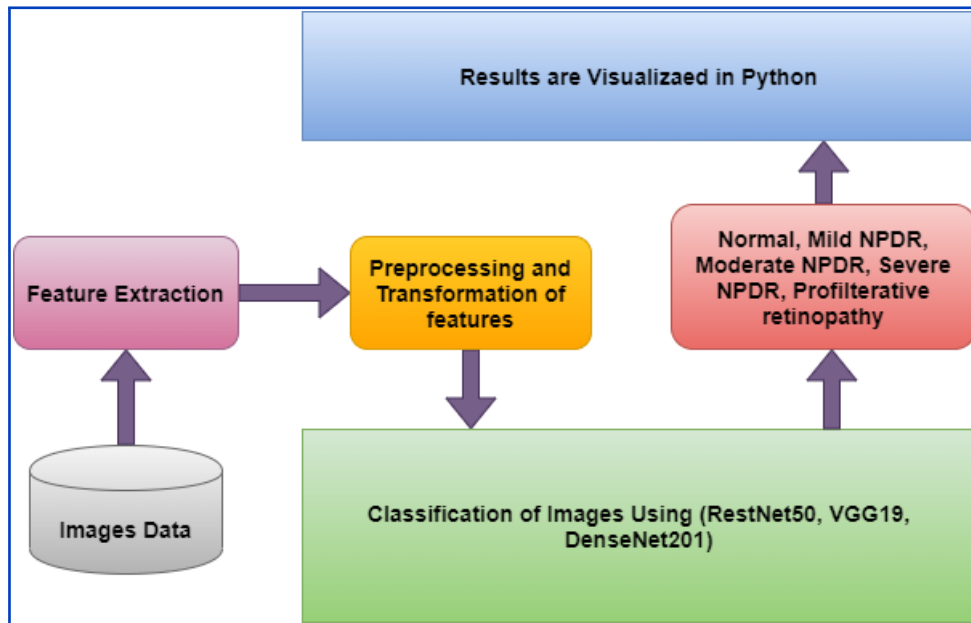 Results are Visualizaed in Python
Feature Extraction
Preprocessing and
Transformation of
features
Normal, Mild NPDR,
Moderate NPDR, Severe
NPDR, Profilterative
retinopathy
Images Data
Classification of Images Using (RestNet50, VGG19,
DenseNet201)